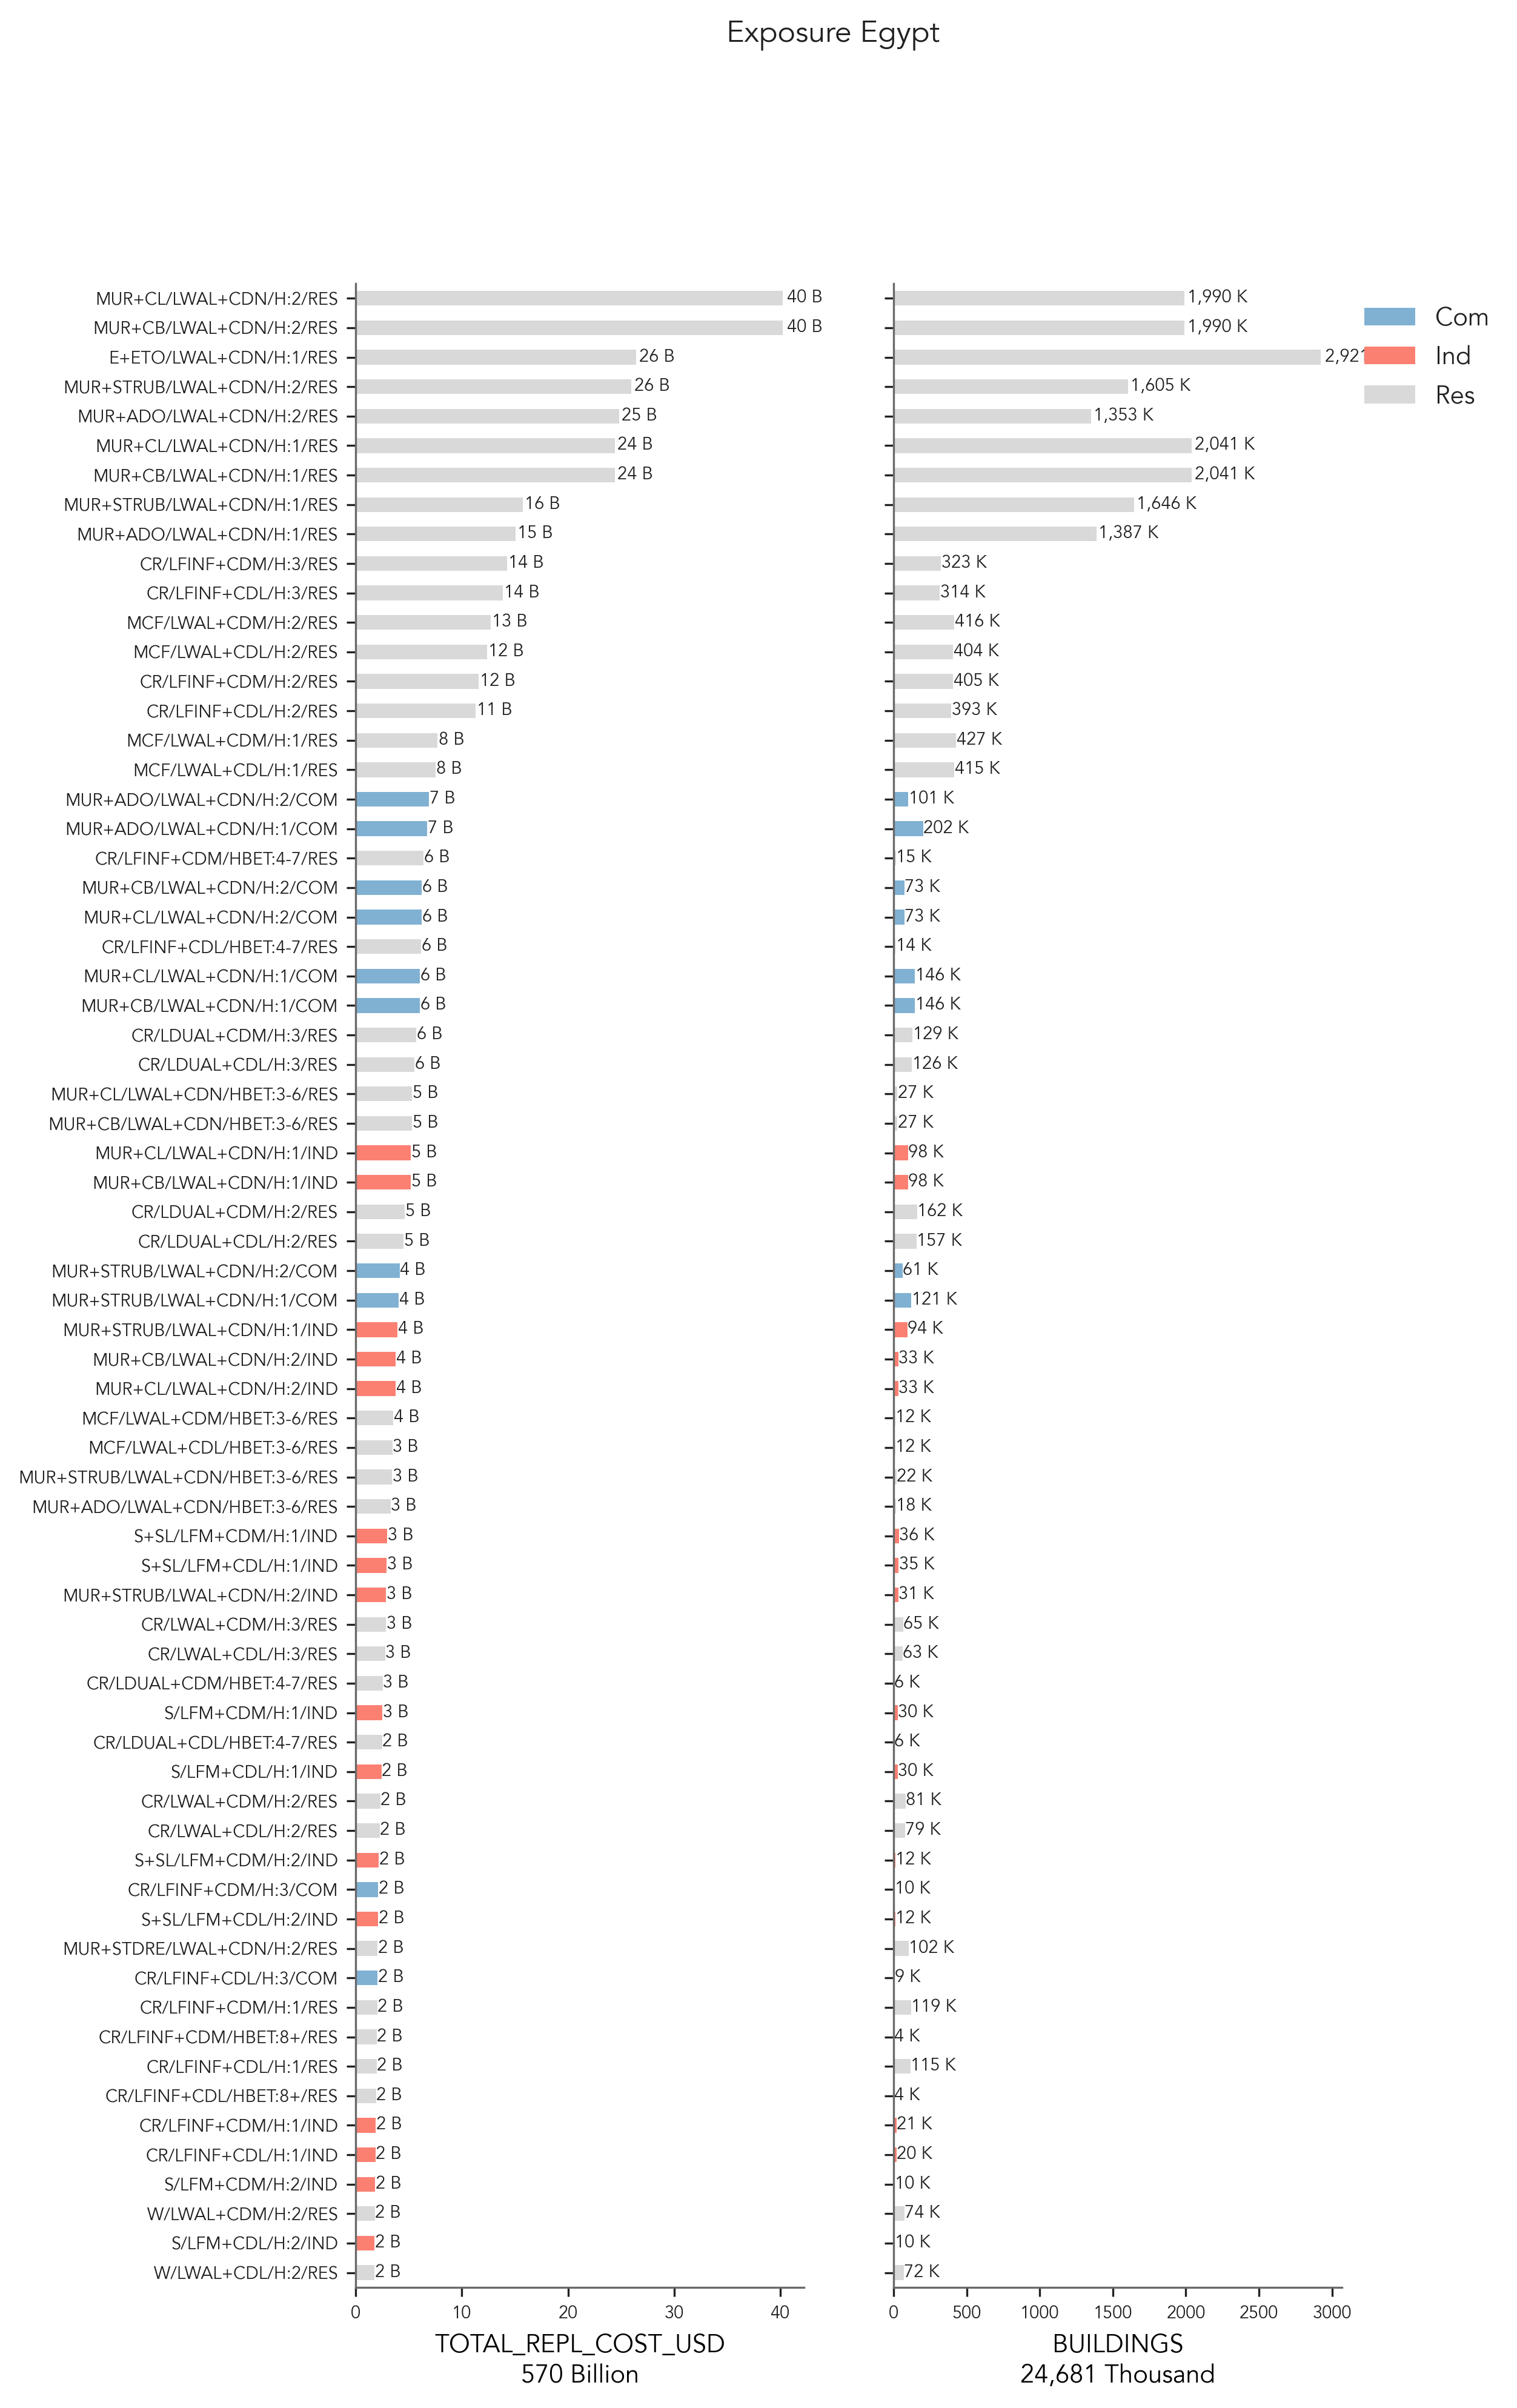 Exposure Egypt
MUR+CL/LWAL+CDN/H:2/RES 40 B 1,990 K
MUR+CB/LWAL+CDN/H:2/RES 40 B 1,990 K
Com
E+ETO/LWAL+CDN/H:1/RES 26 B 2,921
Ind
MUR+STRUB/LWAL+CDN/H:2/RES 26 B 1,605 K
Res
MUR+ADO/LWAL+CDN/H:2/RES 25 B 1,353 K
MUR+CL/LWAL+CDN/H:1/RES 24 B 2,041 K
MUR+CB/LWAL+CDN/H:1/RES 24 B 2,041 K
MUR+STRUB/LWAL+CDN/H:1/RES 16 B 1,646 K
MUR+ADO/LWAL+CDN/H:1/RES 15 B 1,387 K
CR/LFINF+CDM/H:3/RES 14 B 323 K
CR/LFINF+CDL/H:3/RES 14 B 314 K
MCF/LWAL+CDM/H:2/RES 13 B 416 K
MCF/LWAL+CDL/H:2/RES 12 B 404 K
CR/LFINF+CDM/H:2/RES 12 B 405 K
CR/LFINF+CDL/H:2/RES 11 B 393 K
MCF/LWAL+CDM/H:1/RES 8 B 427 K
MCF/LWAL+CDL/H:1/RES 8 B 415 K
MUR+ADO/LWAL+CDN/H:2/COM 7 B 101 K
MUR+ADO/LWAL+CDN/H:1/COM 7 B 202 K
CR/LFINF+CDM/HBET:4-7/RES 6 B 15 K
MUR+CB/LWAL+CDN/H:2/COM 6 B 73 K
MUR+CL/LWAL+CDN/H:2/COM 6 B 73 K
CR/LFINF+CDL/HBET:4-7/RES 6 B 14 K
MUR+CL/LWAL+CDN/H:1/COM 6 B 146 K
MUR+CB/LWAL+CDN/H:1/COM 6 B 146 K
CR/LDUAL+CDM/H:3/RES 6 B 129 K
CR/LDUAL+CDL/H:3/RES 6 B 126 K
MUR+CL/LWAL+CDN/HBET:3-6/RES 5 B 27 K
MUR+CB/LWAL+CDN/HBET:3-6/RES 5 B 27 K
MUR+CL/LWAL+CDN/H:1/IND 5 B 98 K
MUR+CB/LWAL+CDN/H:1/IND 5 B 98 K
CR/LDUAL+CDM/H:2/RES 5 B 162 K
CR/LDUAL+CDL/H:2/RES 5 B 157 K
MUR+STRUB/LWAL+CDN/H:2/COM 4 B 61 K
MUR+STRUB/LWAL+CDN/H:1/COM 4 B 121 K
MUR+STRUB/LWAL+CDN/H:1/IND 4 B 94 K
MUR+CB/LWAL+CDN/H:2/IND 4 B 33 K
MUR+CL/LWAL+CDN/H:2/IND 4 B 33 K
MCF/LWAL+CDM/HBET:3-6/RES 4 B 12 K
MCF/LWAL+CDL/HBET:3-6/RES 3 B 12 K
MUR+STRUB/LWAL+CDN/HBET:3-6/RES 3 B 22 K
MUR+ADO/LWAL+CDN/HBET:3-6/RES 3 B 18 K
S+SL/LFM+CDM/H:1/IND 3 B 36 K
S+SL/LFM+CDL/H:1/IND 3 B 35 K
MUR+STRUB/LWAL+CDN/H:2/IND 3 B 31 K
CR/LWAL+CDM/H:3/RES 3 B 65 K
CR/LWAL+CDL/H:3/RES 3 B 63 K
CR/LDUAL+CDM/HBET:4-7/RES 3 B 6 K
S/LFM+CDM/H:1/IND 3 B 30 K
CR/LDUAL+CDL/HBET:4-7/RES 2 B 6 K
S/LFM+CDL/H:1/IND 2 B 30 K
CR/LWAL+CDM/H:2/RES 2 B 81 K
CR/LWAL+CDL/H:2/RES 2 B 79 K
S+SL/LFM+CDM/H:2/IND 2 B 12 K
CR/LFINF+CDM/H:3/COM 2 B 10 K
S+SL/LFM+CDL/H:2/IND 2 B 12 K
MUR+STDRE/LWAL+CDN/H:2/RES 2 B 102 K
CR/LFINF+CDL/H:3/COM 2 B 9 K
CR/LFINF+CDM/H:1/RES 2 B 119 K
CR/LFINF+CDM/HBET:8+/RES 2 B 4 K
CR/LFINF+CDL/H:1/RES 2 B 115 K
CR/LFINF+CDL/HBET:8+/RES 2 B 4 K
CR/LFINF+CDM/H:1/IND 2 B 21 K
CR/LFINF+CDL/H:1/IND 2 B 20 K
S/LFM+CDM/H:2/IND 2 B 10 K
W/LWAL+CDM/H:2/RES 2 B 74 K
S/LFM+CDL/H:2/IND 2 B 10 K
W/LWAL+CDL/H:2/RES 2 B 72 K
0 10 20 30 40 0 500 1000 1500 2000 2500 3000
TOTAL_REPL_COST_USD BUILDINGS
570 Billion 24,681 Thousand